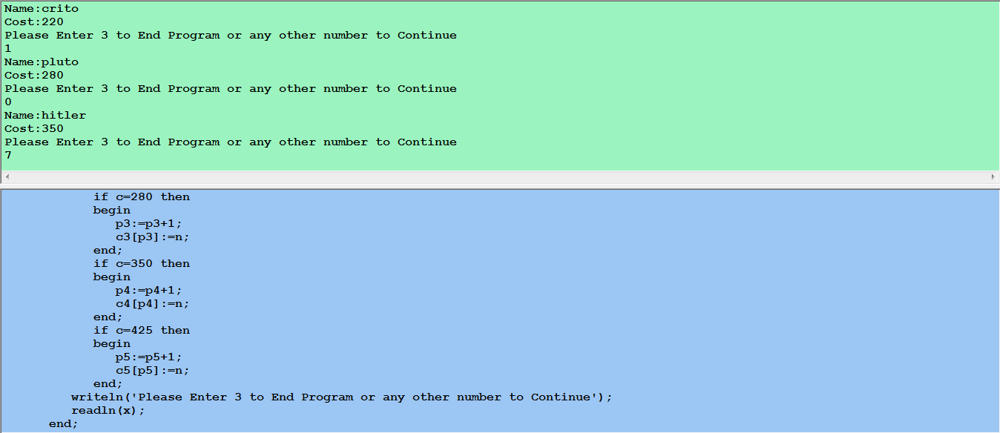 Name:crito
Cost:220
Please Enter 3 to End Program or any other number to Continue
1
Name:pluto
Cost:280
Please Enter 3 to End Program or any other number to Continue
0
Name:hitler
Cost:350
Please Enter 3 to End Program or any other number to Continue
7
if c=280 then
begin
p3:=p3+1;
c3[p3]:=n;
end;
if c=350 then
begin
p4:=p4+1;
c4[p4]:=n;
end;
if c=425 then
begin
p5:=p5+1;
c5[p5]:=n;
end;
writeln('Please Enter 3 to End Program or any other number to Continue');
readln(x);
end;